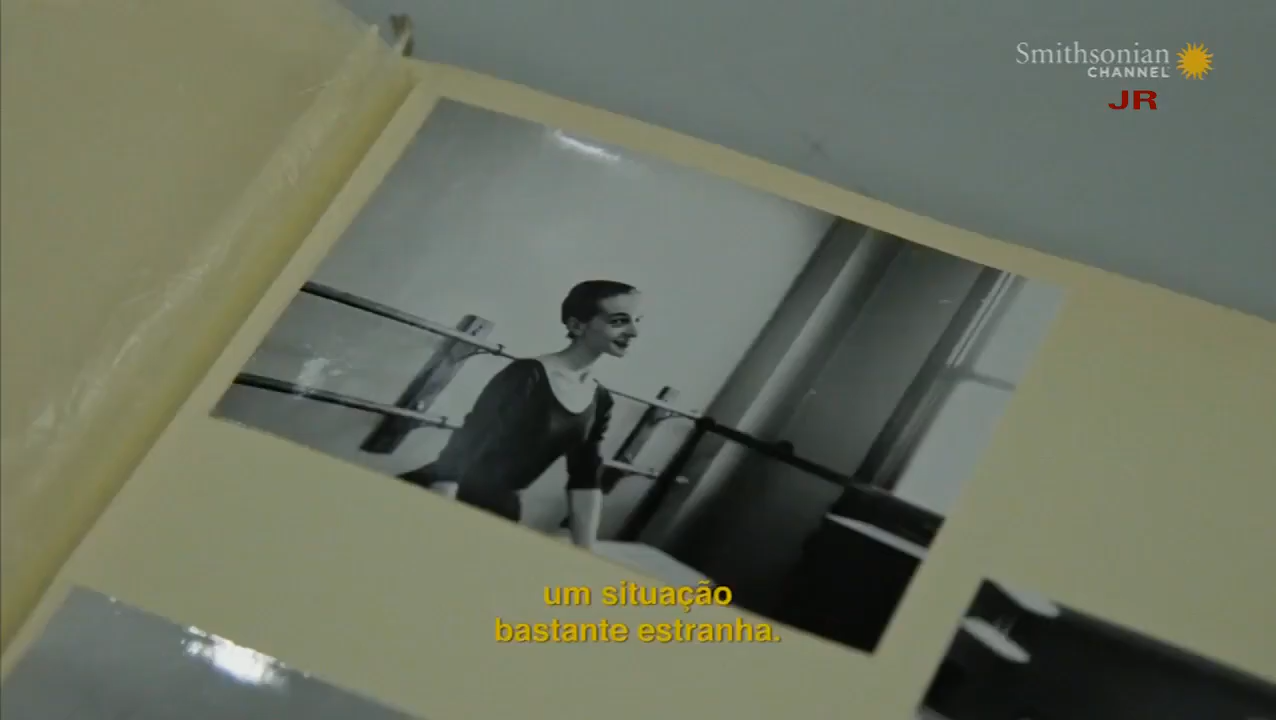 Smithsonian
CHANNEL
JR
um situação
bastante estranha.